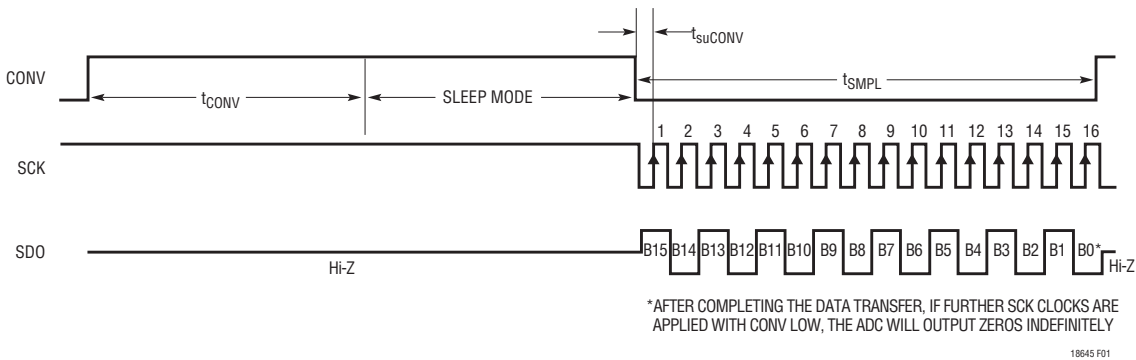 tsuCONV
CONV
tCONV
SLEEP MODE
tSMPL
1 2 3 4 5 6 7 8 9 10 11 12 13 14 15 16
SCK
SDO
Hi-Z
B15 B14 B13 B12 B11 B10 B9 B8 B7 B6 B5 B4 B3 B2 B1 B0*
Hi-Z
*AFTER COMPLETING THE DATA TRANSFER, IF FURTHER SCK CLOCKS ARE
APPLIED WITH CONV LOW, THE ADC WILL OUTPUT ZEROS INDEFINITELY
18645 F01